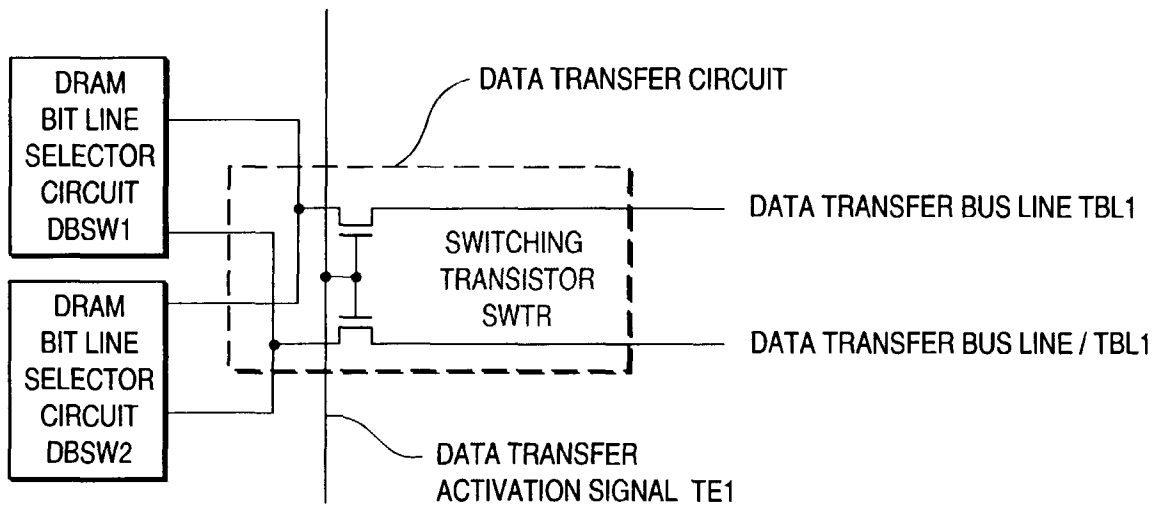 DRAM
BIT LINE
SELECTOR
CIRCUIT
DBSW1
DATA TRANSFER CIRCUIT
DATA TRANSFER BUS LINE TBL1
SWITCHING
TRANSISTOR
SWTR
DRAM
BIT LINE
SELECTOR
CIRCUIT
DBSW2
DATA TRANSFER BUS LINE / TBL1
DATA TRANSFER
ACTIVATION SIGNAL TE1